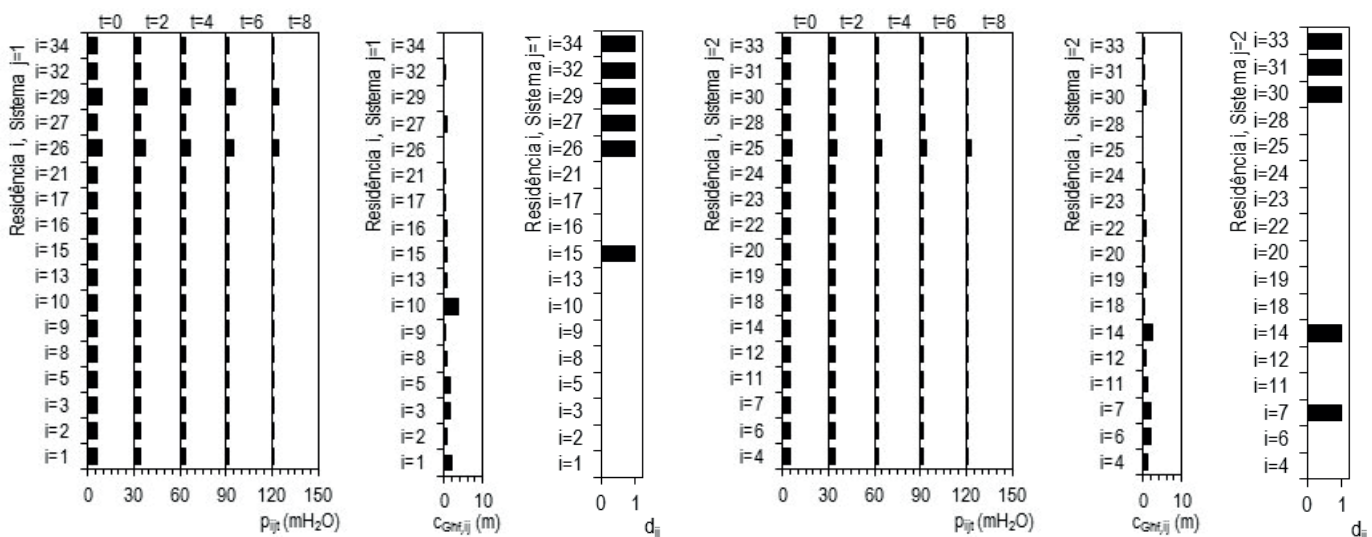 t=0 t=2 t=4 t=6 t=8
Residência i, Sistema j=1
i=34
i=32
i=29
i=27
i=26
i=21
i=17
i=16
i=15
i=13
i=10
i=9
i=8
i=5
i=3
i=2
i=1
0 30 60 90 120 150
pijt (mH2O)
Residência i, Sistema j=1
i=34
i=32
i=29
i=27
i=26
i=21
i=17
i=16
i=15
i=13
i=10
i=9
i=8
i=5
i=3
i=2
i=1
0 10
cGhf,ij (m)
Residência i, Sistema j=1
i=34
i=32
i=29
i=27
i=26
i=21
i=17
i=16
i=15
i=13
i=10
i=9
i=8
i=5
i=3
i=2
i=1
0 1
dij
t=0 t=2 t=4 t=6 t=8
Residência i, Sistema j=2
i=33
i=31
i=30
i=28
i=25
i=24
i=23
i=22
i=20
i=19
i=18
i=14
i=12
i=11
i=7
i=6
i=4
0 30 60 90 120 150
pijt (mH2O)
Residência i, Sistema j=2
i=33
i=31
i=30
i=28
i=25
i=24
i=23
i=22
i=20
i=19
i=18
i=14
i=12
i=11
i=7
i=6
i=4
0 10
cGhf,ij (m)
Residência i, Sistema j=2
i=33
i=31
i=30
i=28
i=25
i=24
i=23
i=22
i=20
i=19
i=18
i=14
i=12
i=11
i=7
i=6
i=4
0 1
dij